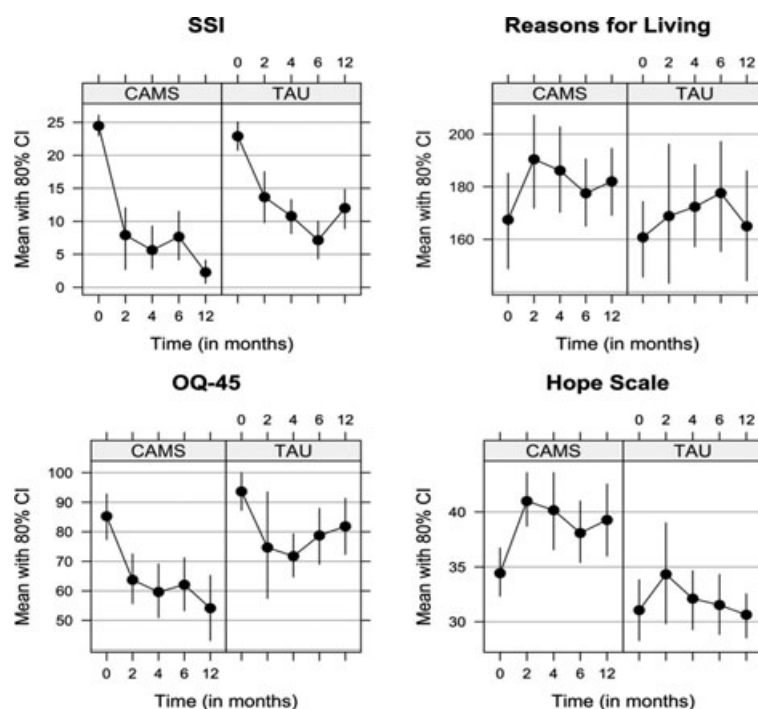 SSI
0 2 4 6 12
CAMS TAU
25
20
15
10
5
0
Mean with 80% CI
0 2 4 6 12
Time (in months)
Reasons for Living
0 2 4 6 12
CAMS TAU
200
180
160
Mean with 80% CI
0 2 4 6 12
Time (in months)
OQ-45
0 2 4 6 12
CAMS TAU
100
90
80
70
60
50
Mean with 80% CI
0 2 4 6 12
Time (in months)
Hope Scale
0 2 4 6 12
CAMS TAU
40
35
30
Mean with 80% CI
0 2 4 6 12
Time (in months)